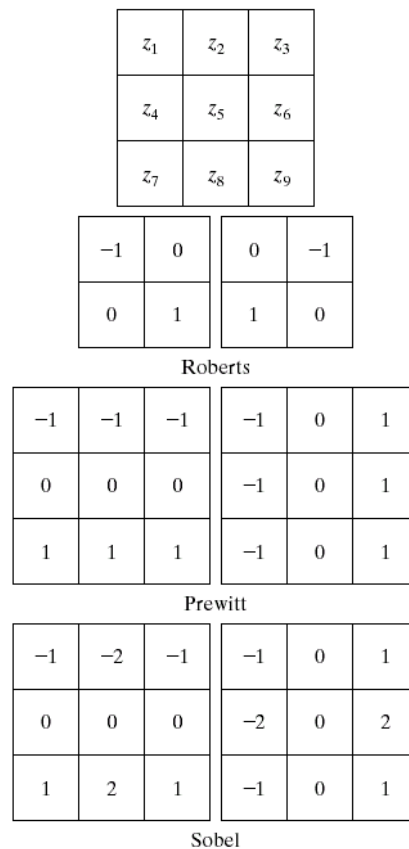 z1 z2 z3
z4 z5 z6
z7 z8 z9
−1 0 0 −1
0 1 1 0
Roberts
−1 −1 −1 −1 0 1
0 0 0 −1 0 1
1 1 1 −1 0 1
Prewitt
−1 −2 −1 −1 0 1
0 0 0 −2 0 2
1 2 1 −1 0 1
Sobel